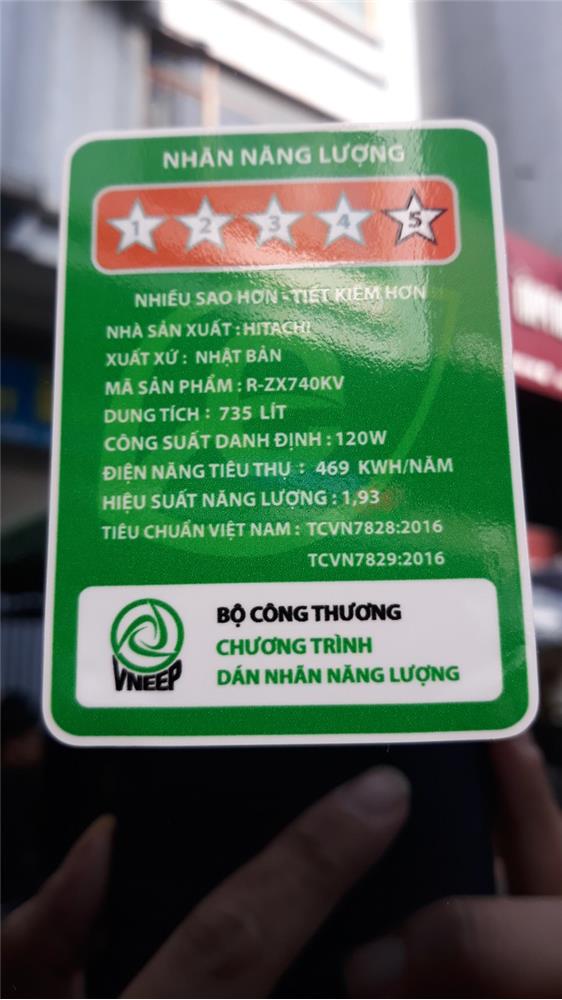 NHÃN NĂNG LƯỢNG
1 2 3 4 5
NHIỀU SAO HƠN - TIẾT KIỆM HƠN
NHÀ SẢN XUẤT : HITACHI
XUẤT XỨ : NHẬT BẢN
MÃ SẢN PHẨM : R-ZX740KV
DUNG TÍCH : 735 LÍT
CÔNG SUẤT DANH ĐỊNH : 120W
ĐIỆN NĂNG TIÊU THỤ : 469 KWH/NĂM
HIỆU SUẤT NĂNG LƯỢNG : 1,93
TIÊU CHUẨN VIỆT NAM : TCVN7828:2016
TCVN7829:2016
BỘ CÔNG THƯƠNG
CHƯƠNG TRÌNH
DÁN NHÃN NĂNG LƯỢNG
VNEEP